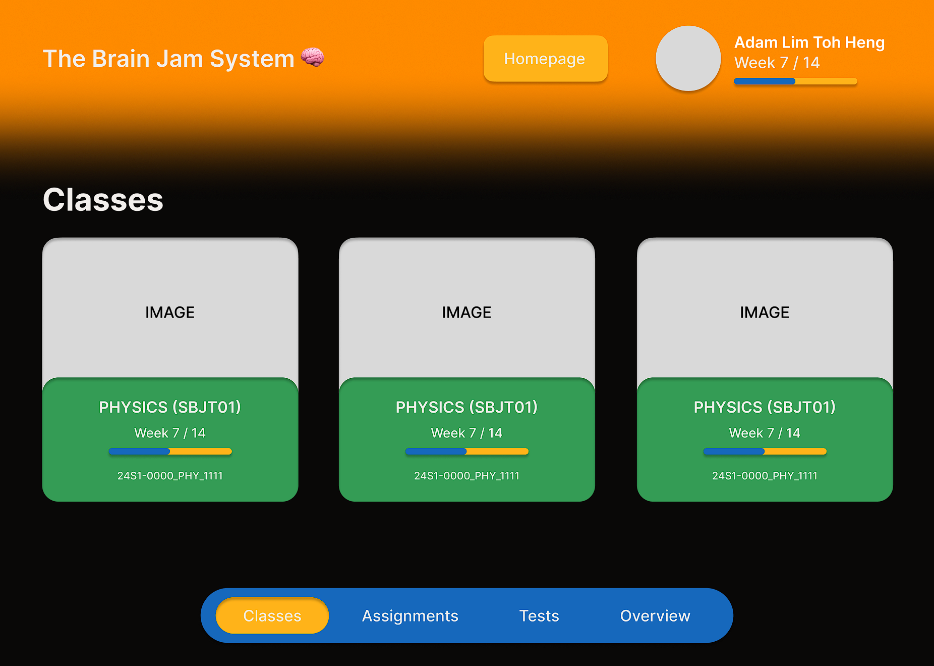 The Brain Jam System 🧠
Homepage
Adam Lim Toh Heng
Week 7 / 14
Classes
IMAGE
PHYSICS (SBJT01)
Week 7 / 14
24S1-0000_PHY_1111
IMAGE
PHYSICS (SBJT01)
Week 7 / 14
24S1-0000_PHY_1111
IMAGE
PHYSICS (SBJT01)
Week 7 / 14
24S1-0000_PHY_1111
Classes
Assignments
Tests
Overview